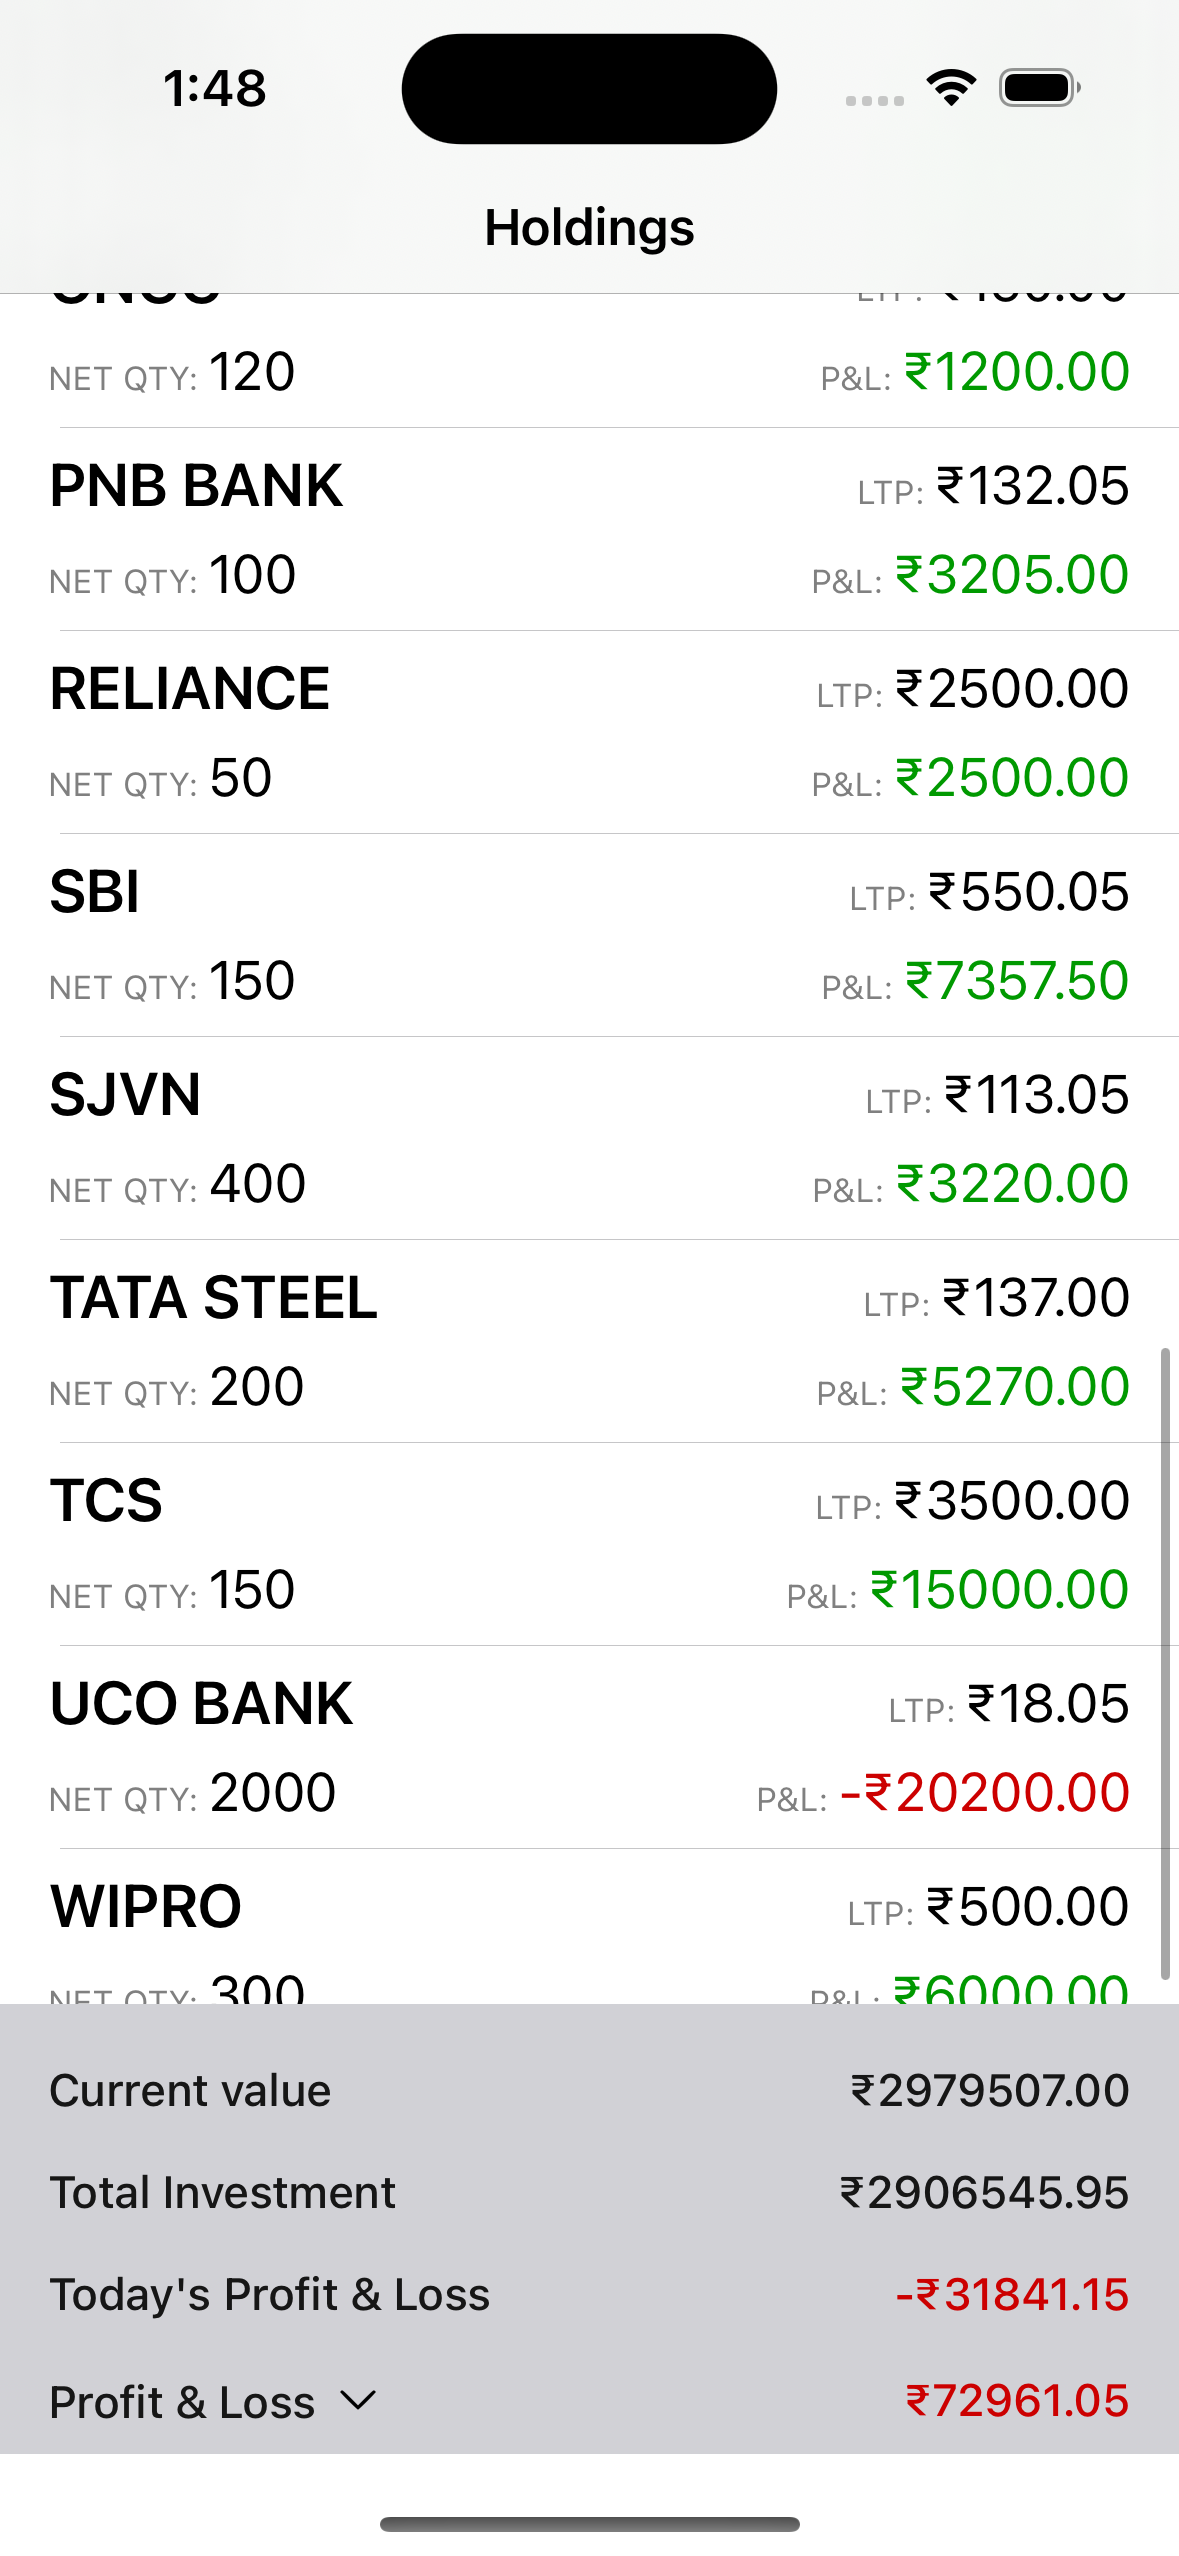 1:48
Holdings
NET QTY: 120 P&L: ₹1200.00
PNB BANK LTP: ₹132.05
NET QTY: 100 P&L: ₹3205.00
RELIANCE LTP: ₹2500.00
NET QTY: 50 P&L: ₹2500.00
SBI LTP: ₹550.05
NET QTY: 150 P&L: ₹7357.50
SJVN LTP: ₹113.05
NET QTY: 400 P&L: ₹3220.00
TATA STEEL LTP: ₹137.00
NET QTY: 200 P&L: ₹5270.00
TCS LTP: ₹3500.00
NET QTY: 150 P&L: ₹15000.00
UCO BANK LTP: ₹18.05
NET QTY: 2000 P&L: -₹20200.00
WIPRO LTP: ₹500.00
NET QTY: 300 P&L: ₹6000.00
Current value ₹2979507.00
Total Investment ₹2906545.95
Today's Profit & Loss -₹31841.15
Profit & Loss ₹72961.05